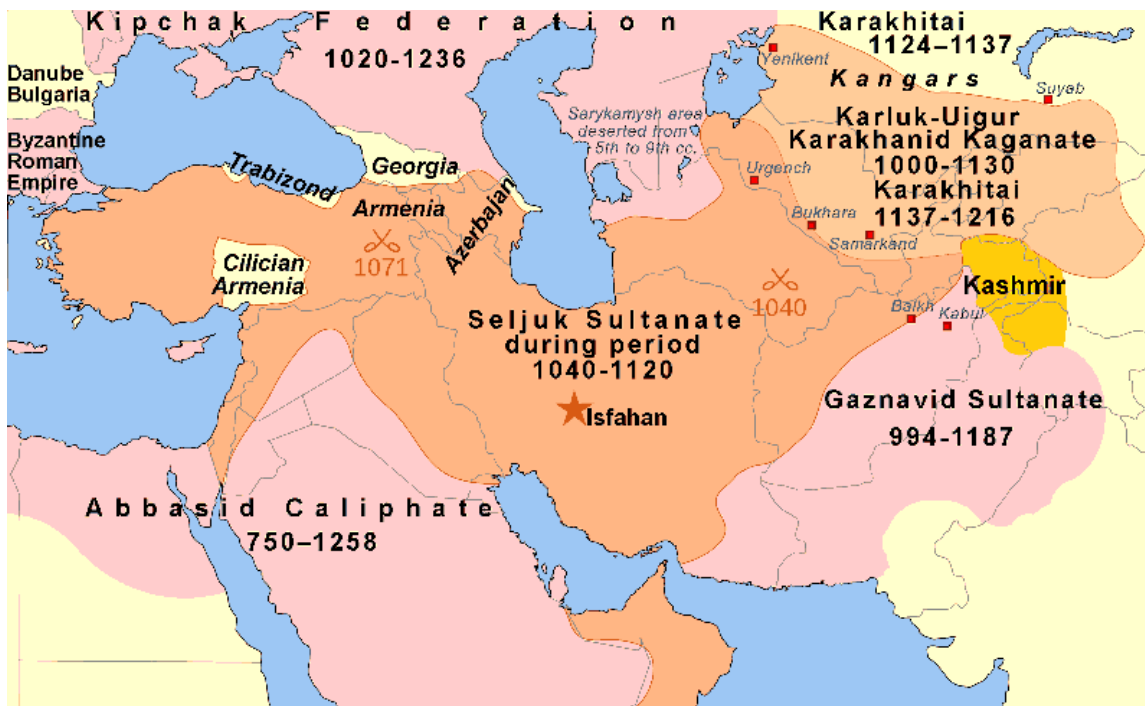 Kipchak Federation
1020-1236
Karakhitai
1124–1137
Yenikent
Kangars
Suyab
Danube
Bulgaria
Byzantine
Roman
Empire
Sarykamysh area
deserted from
5th to 9th cc.
Karluk-Uigur
Karakhanid Kaganate
1000-1130
Karakhitai
1137-1216
Trabizond
Georgia
Urgench
Armenia
Azerbaijan
Bukhara
Samarkand
1071
Cilician
Armenia
Kashmir
1040
Balkh
Kabul
Seljuk Sultanate
during period
1040-1120
Isfahan
Gaznavid Sultanate
994-1187
Abbasid Caliphate
750–1258